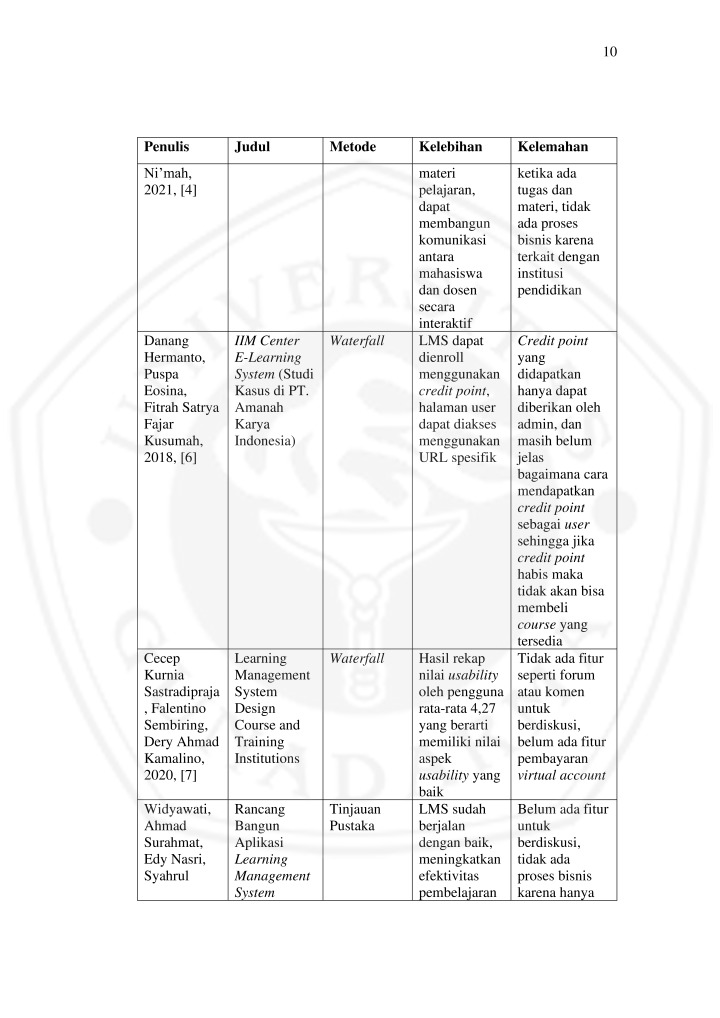 10
Penulis Judul Metode Kelebihan Kelemahan
Ni’mah,
2021, [4]
materi
pelajaran,
dapat
membangun
komunikasi
antara
mahasiswa
dan dosen
secara
interaktif
ketika ada
tugas dan
materi, tidak
ada proses
bisnis karena
terkait dengan
institusi
pendidikan
Danang
Hermanto,
Puspa
Eosina,
Fitrah Satrya
Fajar
Kusumah,
2018, [6]
IIM Center
E-Learning
System (Studi
Kasus di PT.
Amanah
Karya
Indonesia)
Waterfall
LMS dapat
dienroll
menggunakan
credit point,
halaman user
dapat diakses
menggunakan
URL spesifik
Credit point
yang
didapatkan
hanya dapat
diberikan oleh
admin, dan
masih belum
jelas
bagaimana cara
mendapatkan
credit point
sebagai user
sehingga jika
credit point
habis maka
tidak akan bisa
membeli
course yang
tersedia
Cecep
Kurnia
Sastradipraja
, Falentino
Sembiring,
Dery Ahmad
Kamalino,
2020, [7]
Learning
Management
System
Design
Course and
Training
Institutions
Waterfall
Hasil rekap
nilai usability
oleh pengguna
rata-rata 4,27
yang berarti
memiliki nilai
aspek
usability yang
baik
Tidak ada fitur
seperti forum
atau komen
untuk
berdiskusi,
belum ada fitur
pembayaran
virtual account
Widyawati,
Ahmad
Surahmat,
Edy Nasri,
Syahrul
Rancang
Bangun
Aplikasi
Learning
Management
System
Tinjauan
Pustaka
LMS sudah
berjalan
dengan baik,
meningkatkan
efektivitas
pembelajaran
Belum ada fitur
untuk
berdiskusi,
tidak ada
proses bisnis
karena hanya